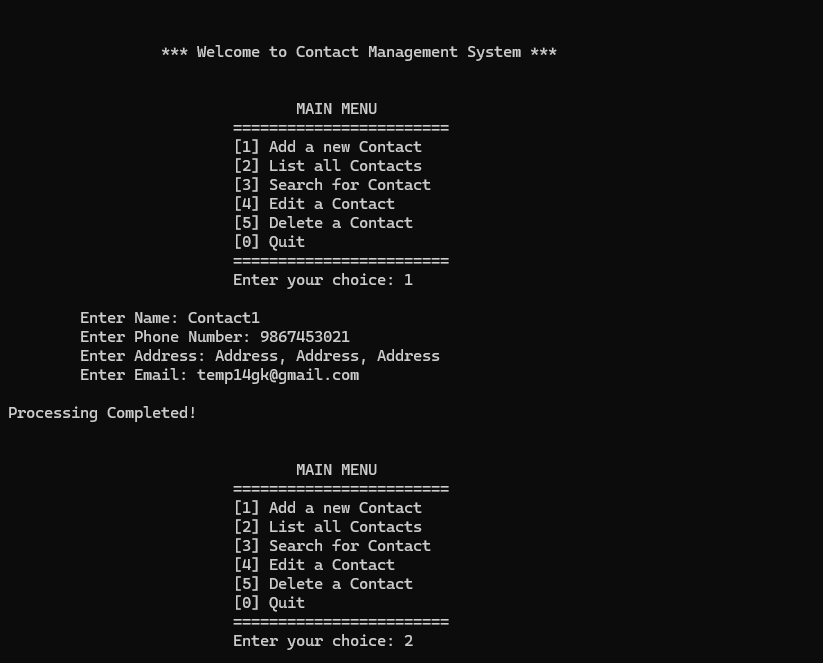 *** Welcome to Contact Management System ***
MAIN MENU
========================
[1] Add a new Contact
[2] List all Contacts
[3] Search for Contact
[4] Edit a Contact
[5] Delete a Contact
[0] Quit
========================
Enter your choice: 1
Enter Name: Contact1
Enter Phone Number: 9867453021
Enter Address: Address, Address, Address
Enter Email: temp14gk@gmail.com
Processing Completed!
MAIN MENU
========================
[1] Add a new Contact
[2] List all Contacts
[3] Search for Contact
[4] Edit a Contact
[5] Delete a Contact
[0] Quit
========================
Enter your choice: 2